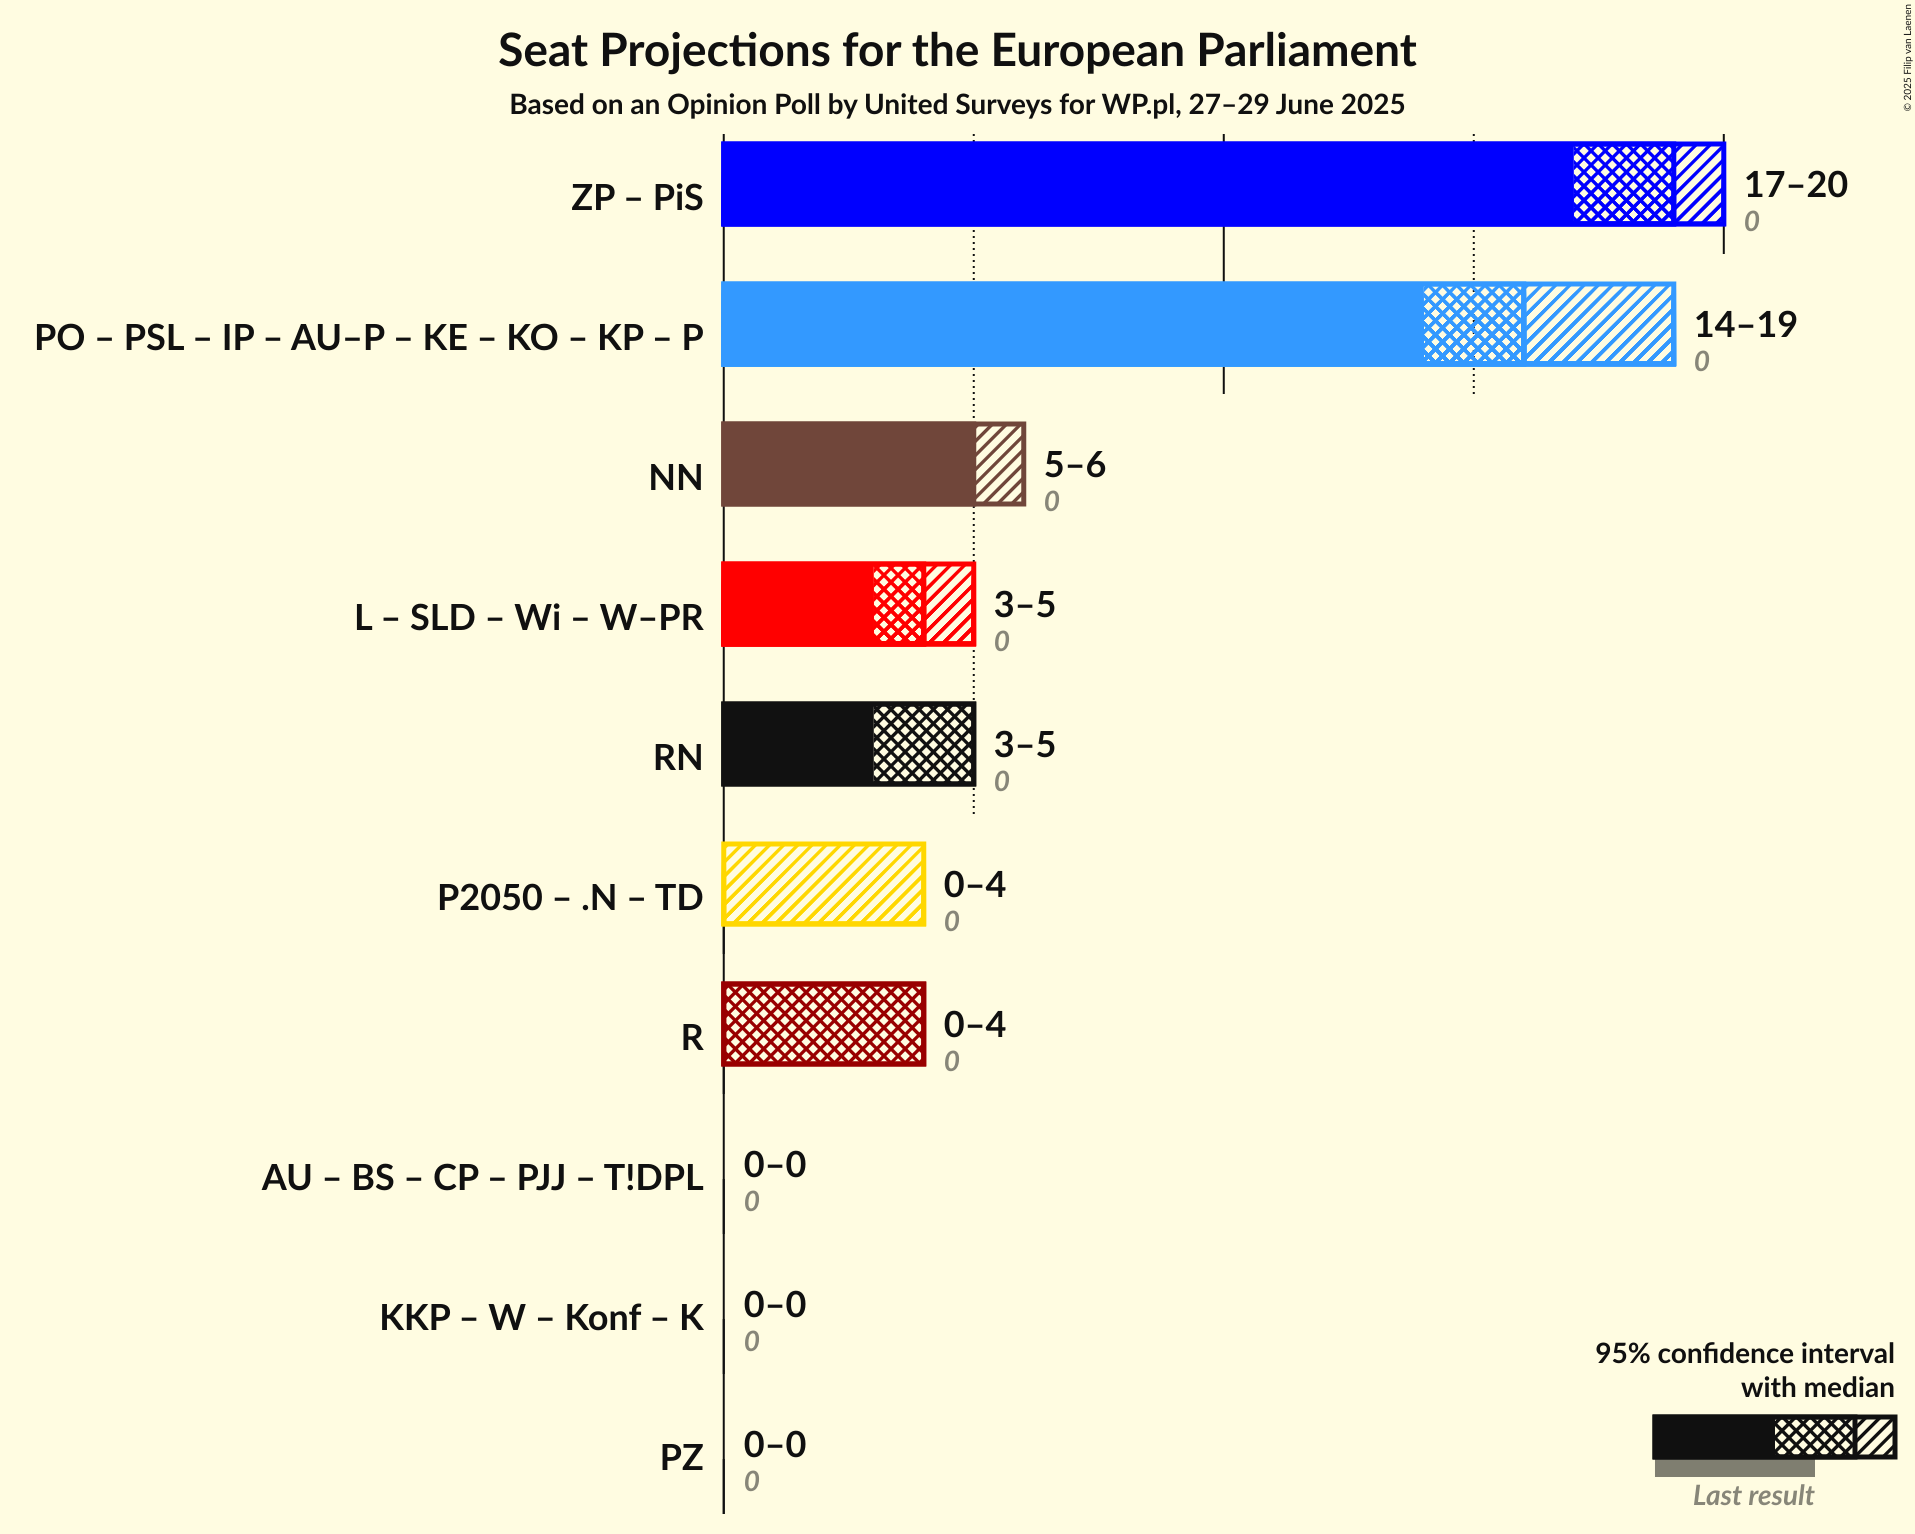 Seat Projections for the European Parliament
Based on an Opinion Poll by United Surveys for WP.pl, 27–29 June 2025
© 2025 Filip van Laenen
ZP – PiS
17–20
0
PO – PSL – IP – AU–P – KE – KO – KP – P
14–19
0
NN
5–6
0
L – SLD – Wi – W–PR
3–5
0
RN
3–5
0
P2050 – .N – TD
0–4
0
R
0–4
0
AU – BS – CP – PJJ – T!DPL
0–0
0
KKP – W – Konf – K
0–0
0
PZ
0–0
0
95% confidence interval
with median
Last result